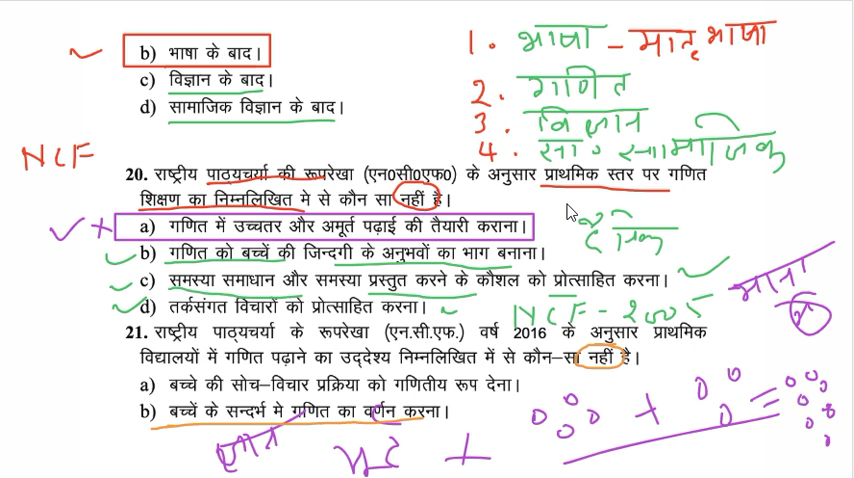 b) भाषा के बाद।
c) विज्ञान के बाद।
d) सामाजिक विज्ञान के बाद।
1. भाषा - मातृभाषा
2. गणित
3. विज्ञान
4. सा० सामाजिक
NCF
20. राष्ट्रीय पाठ्यचर्या की रूपरेखा (एन0सी0एफ0) के अनुसार प्राथमिक स्तर पर गणित
शिक्षण का निम्नलिखित मे से कौन सा नहीं है।
a) गणित में उच्चतर और अमूर्त पढ़ाई की तैयारी कराना।
b) गणित को बच्चें की जिन्दगी के अनुभवों का भाग बनाना।
c) समस्या समाधान और समस्या प्रस्तुत करने के कौशल को प्रोत्साहित करना।
d) तर्कसंगत विचारों को प्रोत्साहित करना।
NCF - 2005
21. राष्ट्रीय पाठ्यचर्या के रूपरेखा (एन.सी.एफ.) वर्ष 2016 के अनुसार प्राथमिक
विद्यालयों में गणित पढ़ाने का उद्देश्य निम्नलिखित में से कौन–सा नहीं है।
a) बच्चे की सोच–विचार प्रक्रिया को गणितीय रूप देना।
b) बच्चों के सन्दर्भ मे गणित का वर्णन करना।